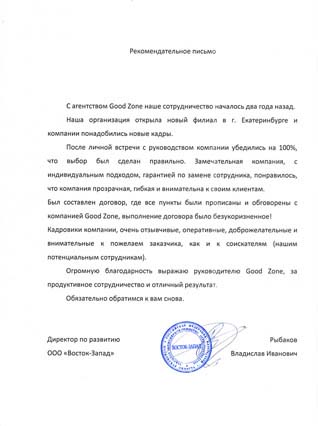 Рекомендательное письмо
С агентством Good Zone наше сотрудничество началось два года назад.
Наша организация открыла новый филиал в г. Екатеринбурге и
компании понадобились новые кадры.
После личной встречи с руководством компании убедились на 100%,
что выбор был сделан правильно. Замечательная компания, с
индивидуальным подходом, гарантией по замене сотрудника, понравилось,
что компания прозрачная, гибкая и внимательна к своим клиентам.
Был составлен договор, где все пункты были прописаны и обговорены с
компанией Good Zone, выполнение договора было безукоризненное!
Кадровики компании, очень отзывчивые, оперативные, доброжелательные и
внимательные к пожелаем заказчика, как и к соискателям (нашим
потенциальным сотрудникам).
Огромную благодарность выражаю руководителю Good Zone, за
продуктивное сотрудничество и отличный результат.
Обязательно обратимся к вам снова.
Директор по развитию Рыбаков
ООО «Восток-Запад» Владислав Иванович
ВОСТОК-ЗАПАД